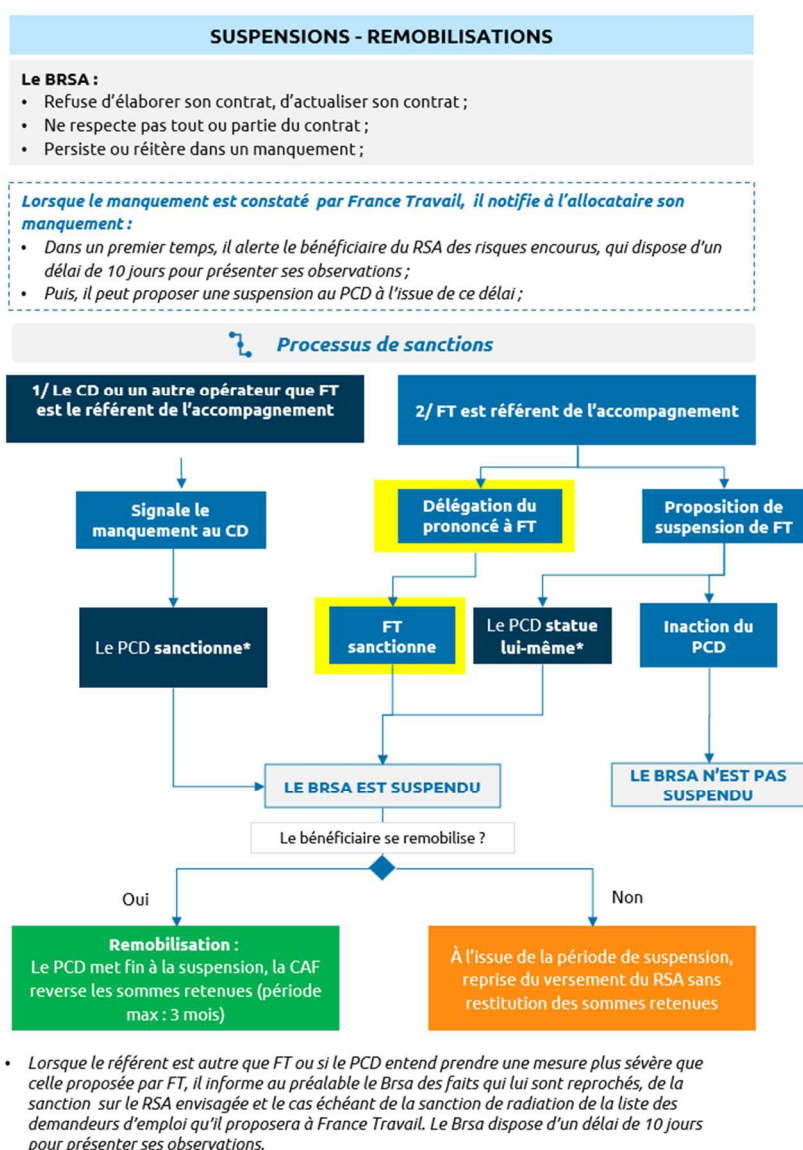 SUSPENSIONS - REMOBILISATIONS
Le BRSA :
• Refuse d'élaborer son contrat, d'actualiser son contrat ;
• Ne respecte pas tout ou partie du contrat ;
• Persiste ou réitère dans un manquement ;
Lorsque le manquement est constaté par France Travail, il notifie à l'allocataire son
manquement :
• Dans un premier temps, il alerte le bénéficiaire du RSA des risques encourus, qui dispose d'un
délai de 10 jours pour présenter ses observations ;
• Puis, il peut proposer une suspension au PCD à l'issue de ce délai ;
Processus de sanctions
1/ Le CD ou un autre opérateur que FT
est le référent de l'accompagnement
2/ FT est référent de l'accompagnement
Signale le
manquement au CD
Délégation du
prononcé à FT
Proposition de
suspension de FT
Le PCD sanctionne*
FT
sanctionne
Le PCD statue
lui-même*
Inaction du
PCD
LE BRSA EST SUSPENDU
LE BRSA N'EST PAS
SUSPENDU
Le bénéficiaire se remobilise ?
Oui
Non
Remobilisation :
Le PCD met fin à la suspension, la CAF
reverse les sommes retenues (période
max : 3 mois)
À l'issue de la période de suspension,
reprise du versement du RSA sans
restitution des sommes retenues
• Lorsque le référent est autre que FT ou si le PCD entend prendre une mesure plus sévère que
celle proposée par FT, il informe au préalable le Brsa des faits qui lui sont reprochés, de la
sanction sur le RSA envisagée et le cas échéant de la sanction de radiation de la liste des
demandeurs d'emploi qu'il proposera à France Travail. Le Brsa dispose d'un délai de 10 jours
pour présenter ses observations.